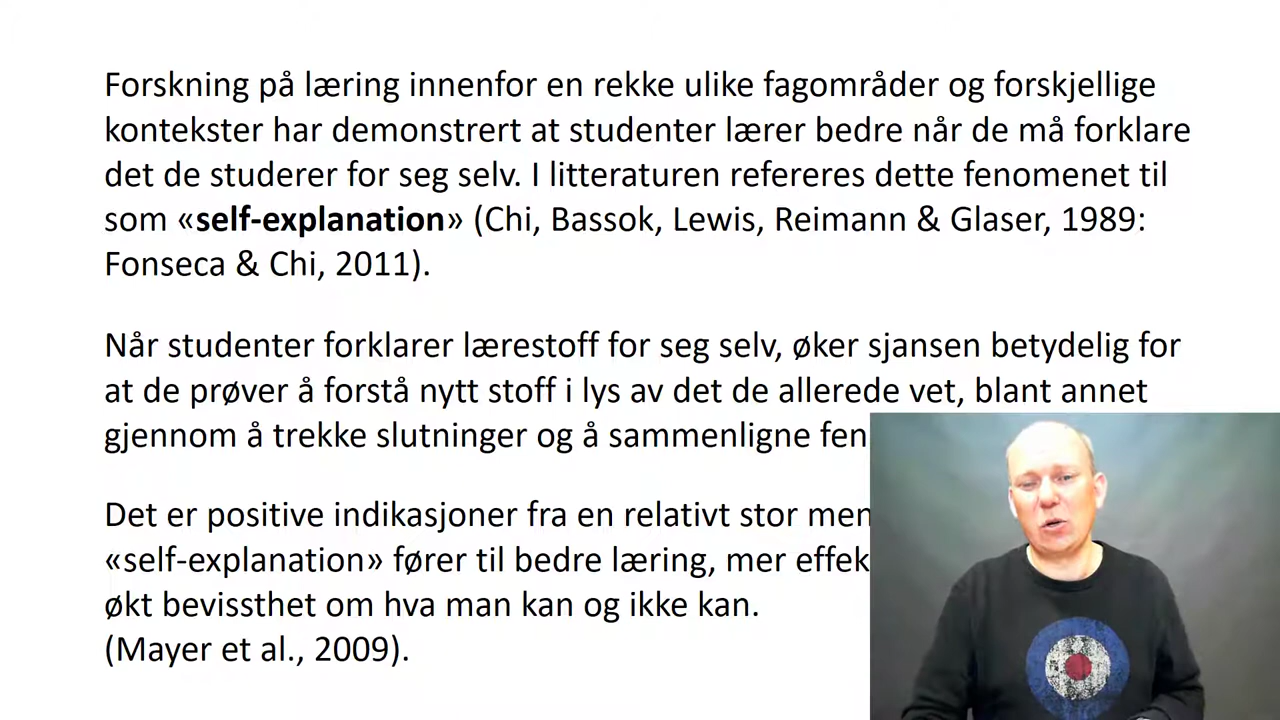 Forskning på læring innenfor en rekke ulike fagområder og forskjellige
kontekster har demonstrert at studenter lærer bedre når de må forklare
det de studerer for seg selv. I litteraturen refereres dette fenomenet til
som «self-explanation» (Chi, Bassok, Lewis, Reimann & Glaser, 1989:
Fonseca & Chi, 2011).
Når studenter forklarer lærestoff for seg selv, øker sjansen betydelig for
at de prøver å forstå nytt stoff i lys av det de allerede vet, blant annet
gjennom å trekke slutninger og å sammenligne
Det er positive indikasjoner fra en relativt stor
«self-explanation» fører til bedre læring, mer
økt bevissthet om hva man kan og ikke kan.
(Mayer et al., 2009).